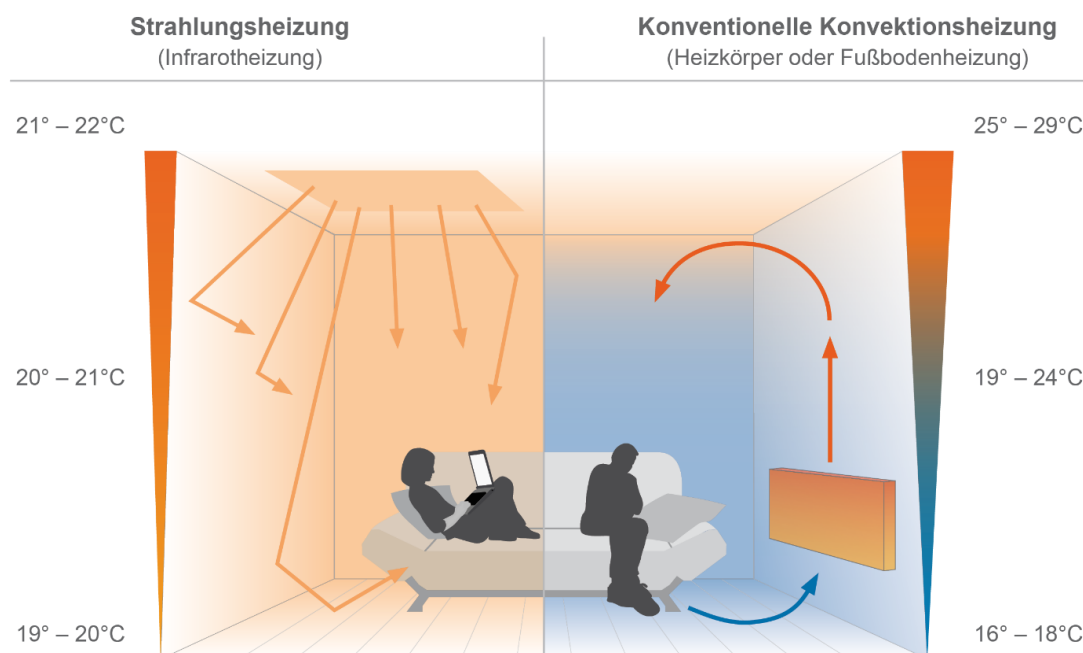 Strahlungsheizung
(Infrarotheizung)
Konventionelle Konvektionsheizung
(Heizkörper oder Fußbodenheizung)
21° – 22°C
25° – 29°C
20° – 21°C
19° – 24°C
19° – 20°C
16° – 18°C